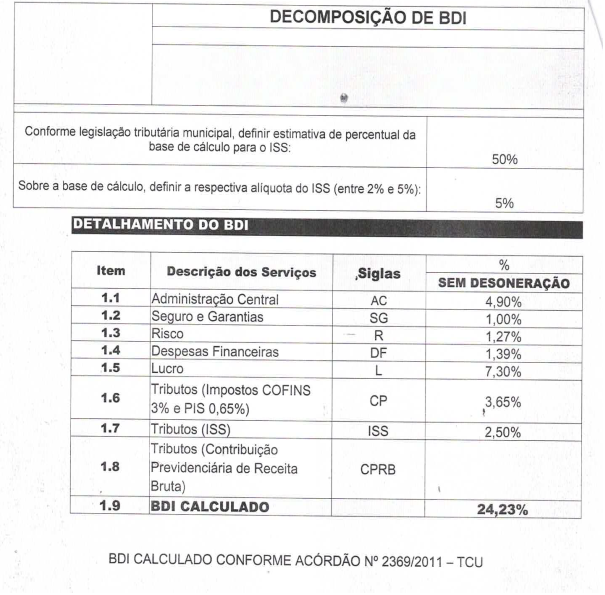 DECOMPOSIÇÃO DE BDI
Conforme legislação tributária municipal, definir estimativa de percentual da
base de cálculo para o ISS:
50%
Sobre a base de cálculo, definir a respectiva alíquota do ISS (entre 2% e 5%):
5%
DETALHAMENTO DO BDI
Item Descrição dos Serviços Siglas %
SEM DESONERAÇÃO
1.1 Administração Central AC 4,90%
1.2 Seguro e Garantias SG 1,00%
1.3 Risco R 1,27%
1.4 Despesas Financeiras DF 1,39%
1.5 Lucro L 7,30%
1.6 Tributos (Impostos COFINS
3% e PIS 0,65%) CP 3,65%
1.7 Tributos (ISS) ISS 2,50%
1.8 Tributos (Contribuição
Previdenciária de Receita
Bruta) CPRB
1.9 BDI CALCULADO 24,23%
BDI CALCULADO CONFORME ACÓRDÃO Nº 2369/2011 – TCU